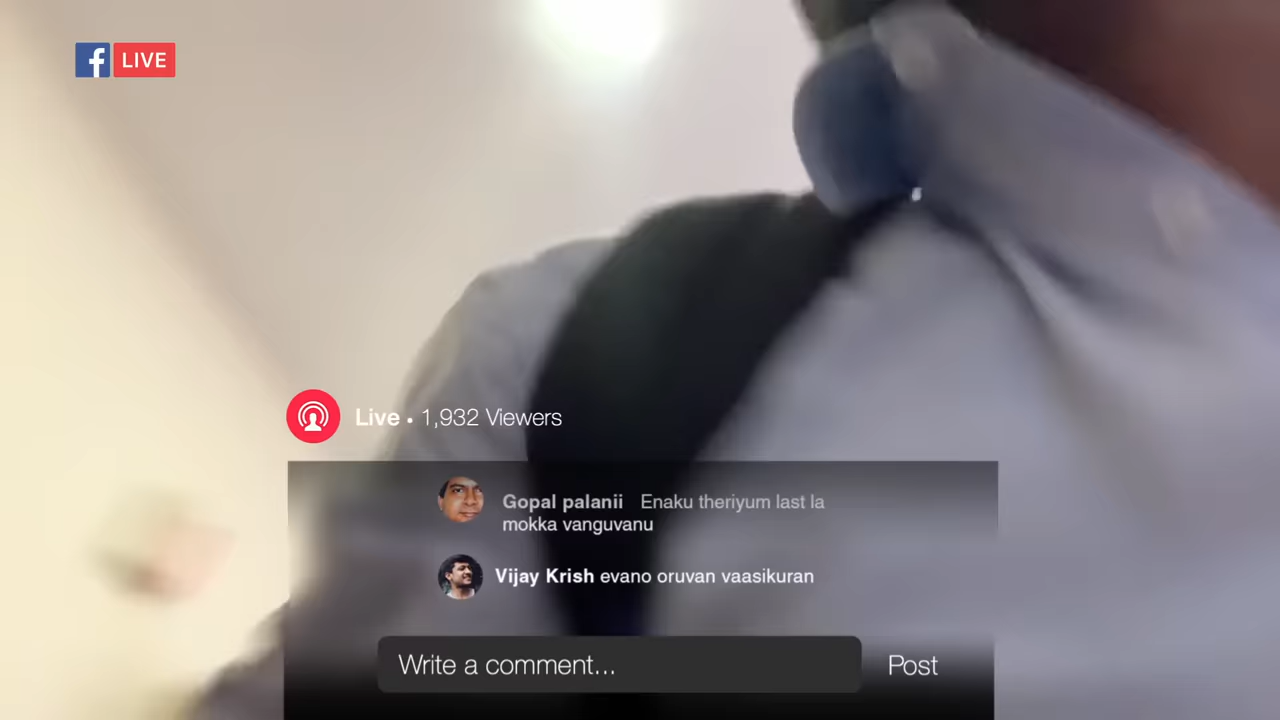 f LIVE
Live • 1,932 Viewers
Gopal palanii Enaku theriyum last la
mokka vanguvanu
Vijay Krish evano oruvan vaasikuran
Write a comment... Post